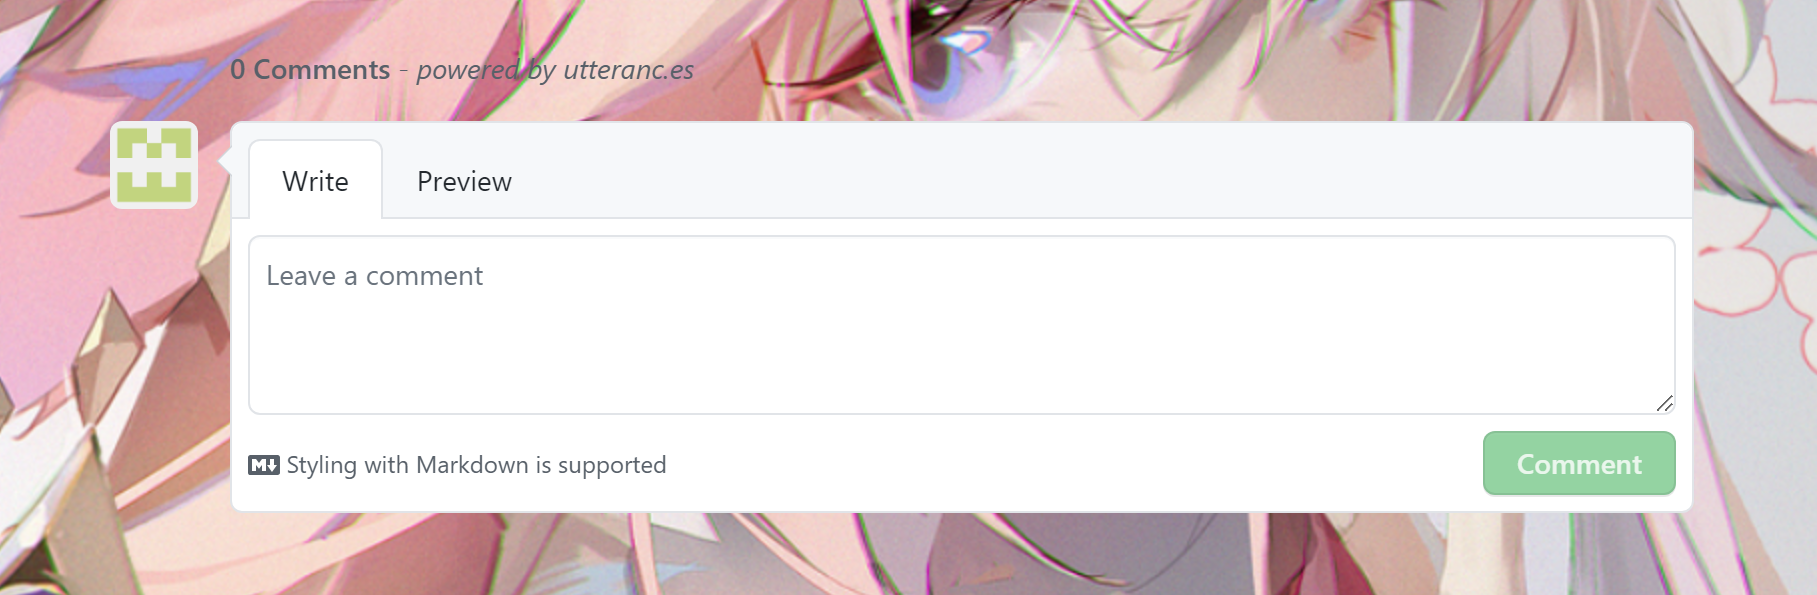 0 Comments - powered by utteranc.es
Write Preview
Leave a comment
M Styling with Markdown is supported
Comment